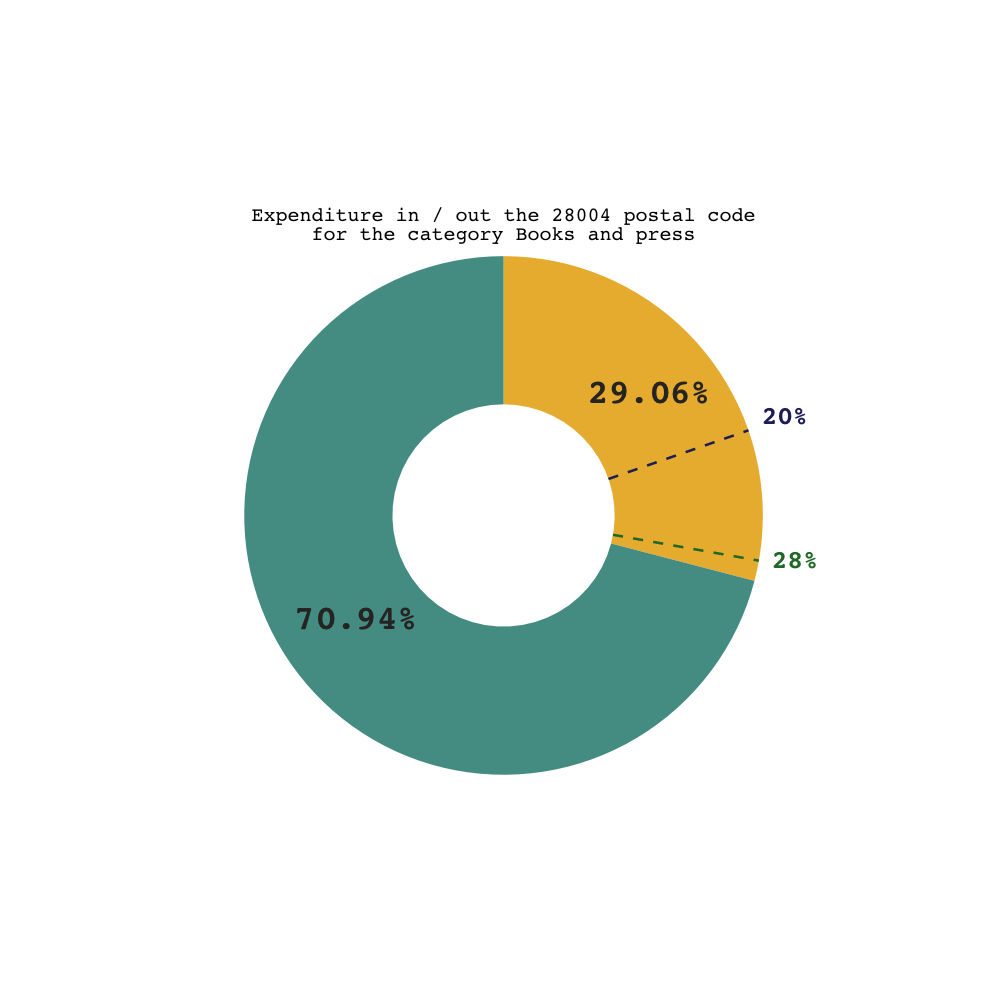 Expenditure in / out the 28004 postal code
for the category Books and press
29.06%
20%
28%
70.94%